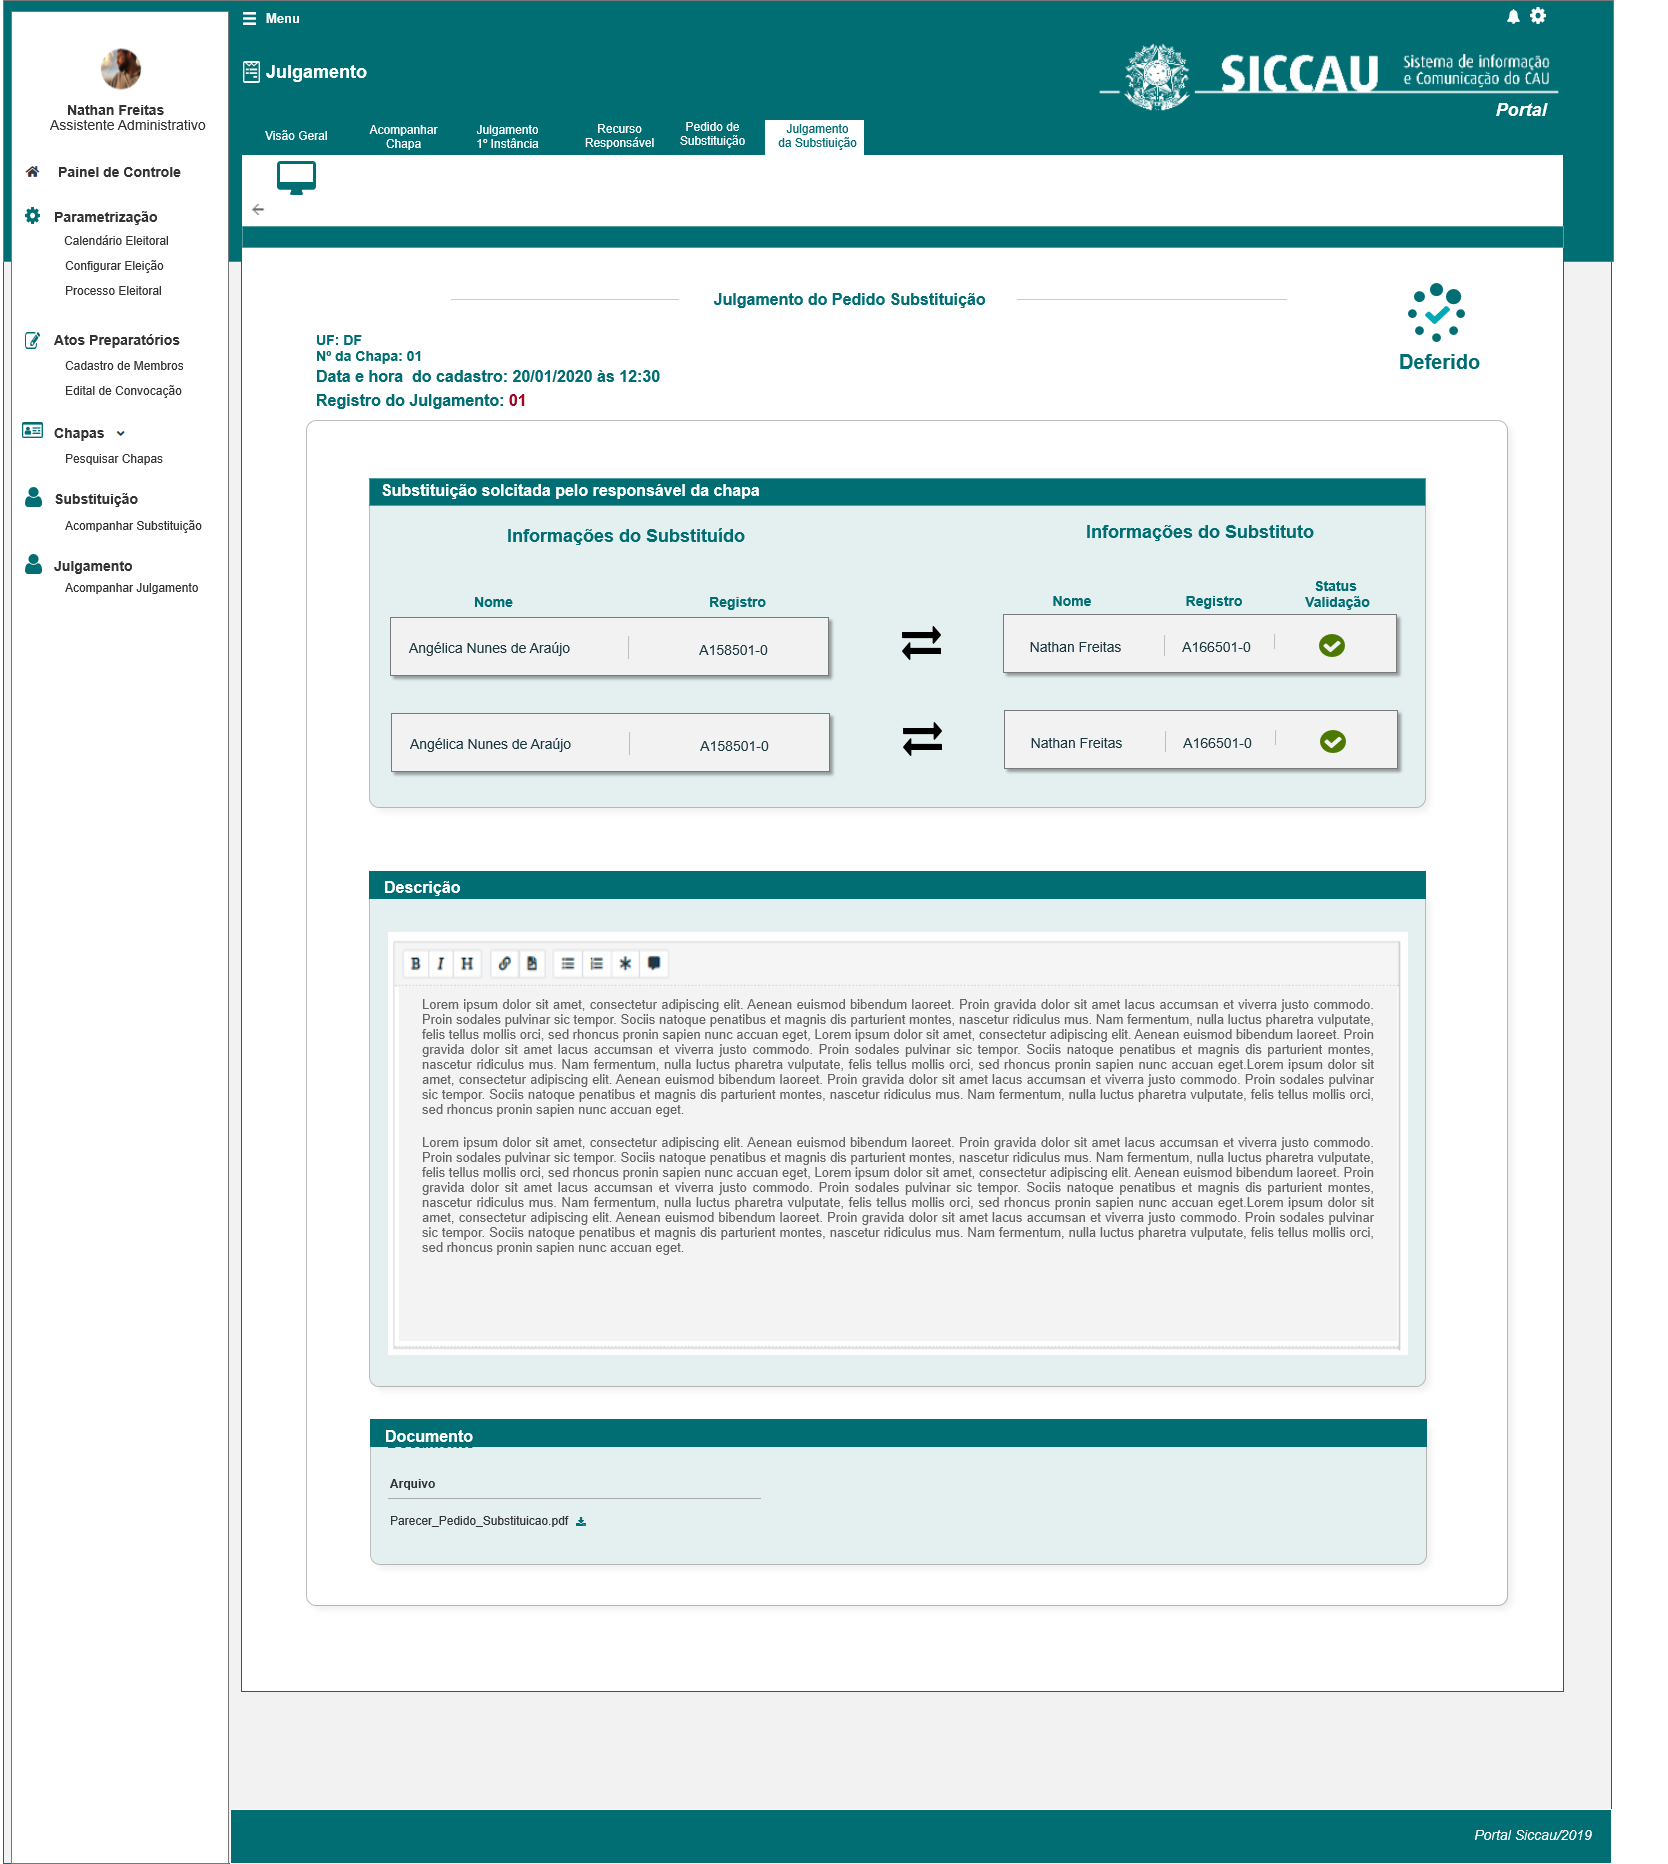 Menu
Nathan Freitas
Assistente Administrativo
Painel de Controle
Parametrização
Calendário Eleitoral
Configurar Eleição
Processo Eleitoral
Atos Preparatórios
Cadastro de Membros
Edital de Convocação
Chapas
Pesquisar Chapas
Substituição
Acompanhar Substituição
Julgamento
Acompanhar Julgamento
Julgamento
SICCAU
Sistema de informação
e Comunicação do CAU
Portal
Visão Geral
Acompanhar
Chapa
Julgamento
1º Instância
Recurso
Responsável
Pedido de
Substituição
Julgamento
da Substiuição
Julgamento do Pedido Substituição
Deferido
UF: DF
Nº da Chapa: 01
Data e hora do cadastro: 20/01/2020 às 12:30
Registro do Julgamento: 01
Substituição solcitada pelo responsável da chapa
Informações do Substituído
Informações do Substituto
Nome Registro
Nome Registro Status
Validação
Angélica Nunes de Araújo A158501-0
Nathan Freitas A166501-0
Angélica Nunes de Araújo A158501-0
Nathan Freitas A166501-0
Descrição
B I H
Lorem ipsum dolor sit amet, consectetur adipiscing elit. Aenean euismod bibendum laoreet. Proin gravida dolor sit amet lacus accumsan et viverra justo commodo.
Proin sodales pulvinar sic tempor. Sociis natoque penatibus et magnis dis parturient montes, nascetur ridiculus mus. Nam fermentum, nulla luctus pharetra vulputate,
felis tellus mollis orci, sed rhoncus pronin sapien nunc accuan eget, Lorem ipsum dolor sit amet, consectetur adipiscing elit. Aenean euismod bibendum laoreet. Proin
gravida dolor sit amet lacus accumsan et viverra justo commodo. Proin sodales pulvinar sic tempor. Sociis natoque penatibus et magnis dis parturient montes,
nascetur ridiculus mus. Nam fermentum, nulla luctus pharetra vulputate, felis tellus mollis orci, sed rhoncus pronin sapien nunc accuan eget.Lorem ipsum dolor sit
amet, consectetur adipiscing elit. Aenean euismod bibendum laoreet. Proin gravida dolor sit amet lacus accumsan et viverra justo commodo. Proin sodales pulvinar
sic tempor. Sociis natoque penatibus et magnis dis parturient montes, nascetur ridiculus mus. Nam fermentum, nulla luctus pharetra vulputate, felis tellus mollis orci,
sed rhoncus pronin sapien nunc accuan eget.
Lorem ipsum dolor sit amet, consectetur adipiscing elit. Aenean euismod bibendum laoreet. Proin gravida dolor sit amet lacus accumsan et viverra justo commodo.
Proin sodales pulvinar sic tempor. Sociis natoque penatibus et magnis dis parturient montes, nascetur ridiculus mus. Nam fermentum, nulla luctus pharetra vulputate,
felis tellus mollis orci, sed rhoncus pronin sapien nunc accuan eget, Lorem ipsum dolor sit amet, consectetur adipiscing elit. Aenean euismod bibendum laoreet. Proin
gravida dolor sit amet lacus accumsan et viverra justo commodo. Proin sodales pulvinar sic tempor. Sociis natoque penatibus et magnis dis parturient montes,
nascetur ridiculus mus. Nam fermentum, nulla luctus pharetra vulputate, felis tellus mollis orci, sed rhoncus pronin sapien nunc accuan eget.Lorem ipsum dolor sit
amet, consectetur adipiscing elit. Aenean euismod bibendum laoreet. Proin gravida dolor sit amet lacus accumsan et viverra justo commodo. Proin sodales pulvinar
sic tempor. Sociis natoque penatibus et magnis dis parturient montes, nascetur ridiculus mus. Nam fermentum, nulla luctus pharetra vulputate, felis tellus mollis orci,
sed rhoncus pronin sapien nunc accuan eget.
Documento
Arquivo
Parecer_Pedido_Substituicao.pdf
Portal Siccau/2019